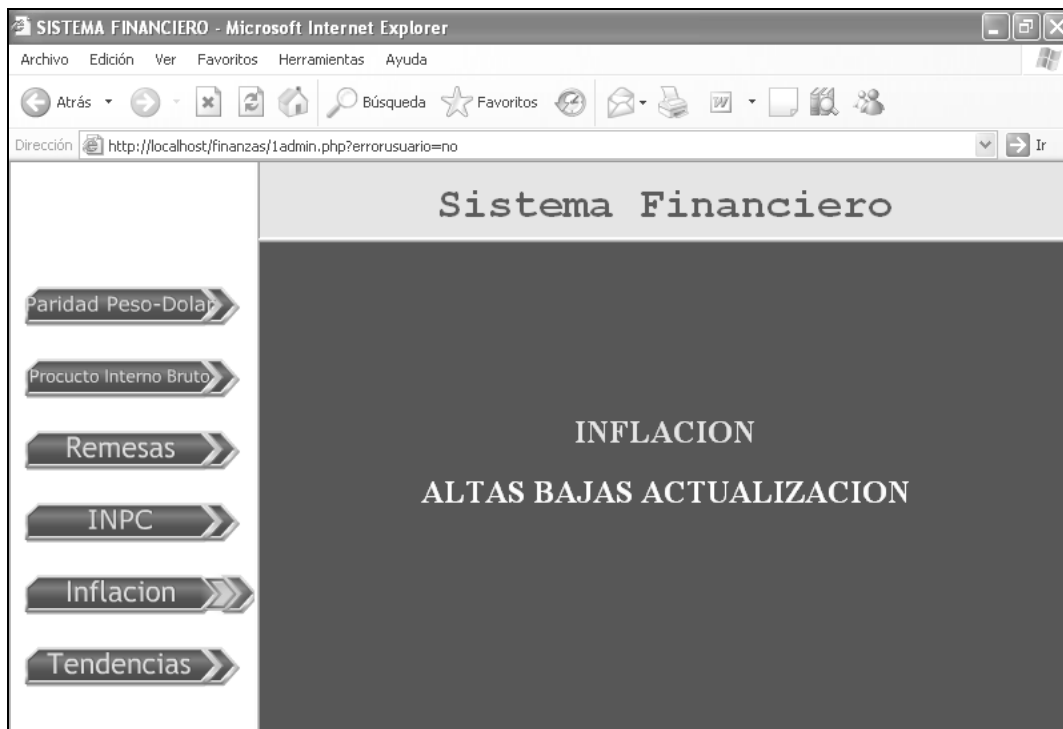 SISTEMA FINANCIERO - Microsoft Internet Explorer
Archivo Edición Ver Favoritos Herramientas Ayuda
Atrás Búsqueda Favoritos
Dirección http://localhost/finanzas/1admin.php?errorusuario=no Ir
Sistema Financiero
Paridad Peso-Dolar
Procucto Interno Bruto
Remesas
INPC
Inflacion
Tendencias
INFLACION
ALTAS BAJAS ACTUALIZACION